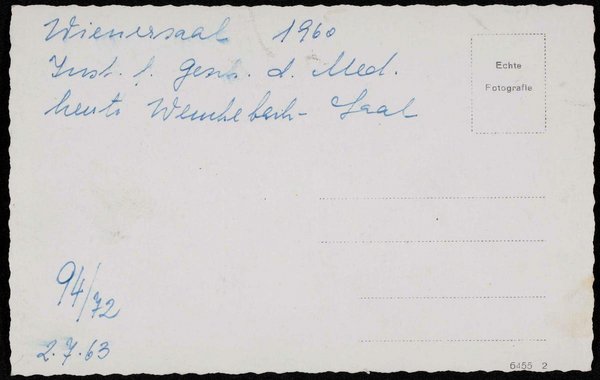 Wienersaal 1960
Inst. f. Gesch. d. Med.
heute Wenckebach-Saal
Echte
Fotografie
94/72
2.7.63
6455 2